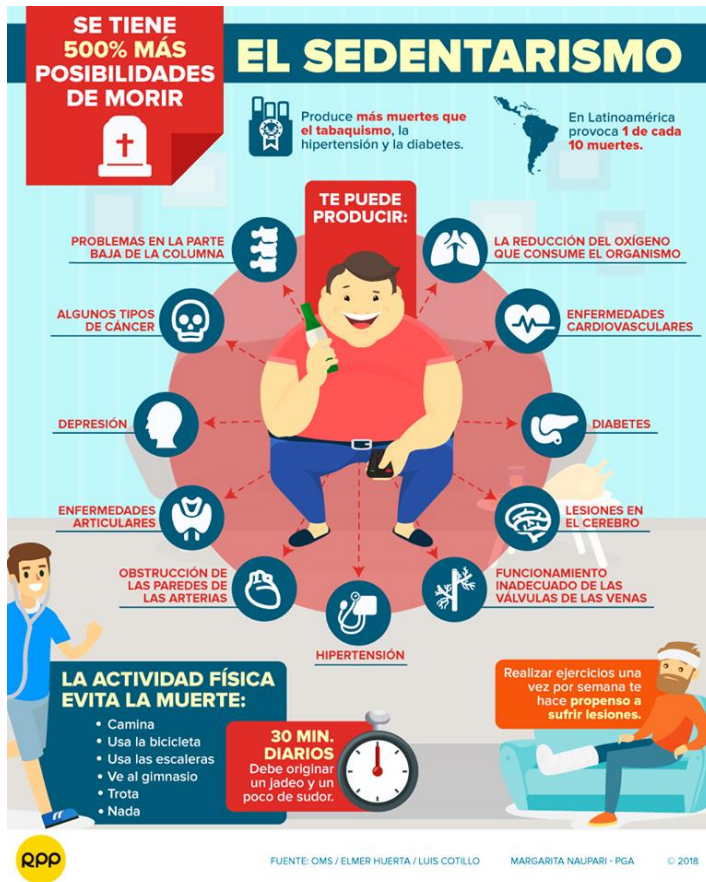 SE TIENE
500% MÁS
POSIBILIDADES
DE MORIR
EL SEDENTARISMO
Produce más muertes que
el tabaquismo, la
hipertensión y la diabetes.
En Latinoamérica
provoca 1 de cada
10 muertes.
TE PUEDE
PRODUCIR:
PROBLEMAS EN LA PARTE
BAJA DE LA COLUMNA
LA REDUCCIÓN DEL OXÍGENO
QUE CONSUME EL ORGANISMO
ALGUNOS TIPOS
DE CÁNCER
ENFERMEDADES
CARDIOVASCULARES
DEPRESIÓN
DIABETES
ENFERMEDADES
ARTICULARES
LESIONES EN
EL CEREBRO
OBSTRUCCIÓN DE
LAS PAREDES DE
LAS ARTERIAS
FUNCIONAMIENTO
INADECUADO DE LAS
VÁLVULAS DE LAS VENAS
HIPERTENSIÓN
LA ACTIVIDAD FÍSICA
EVITA LA MUERTE:
• Camina
• Usa la bicicleta
• Usa las escaleras
• Ve al gimnasio
• Trota
• Nada
30 MIN.
DIARIOS
Debe originar
un jadeo y un
poco de sudor.
Realizar ejercicios una
vez por semana te
hace propenso a
sufrir lesiones.
RPP
FUENTE: OMS / ELMER HUERTA / LUIS COTILLO
MARGARITA NAUPARI - PGA
© 2018